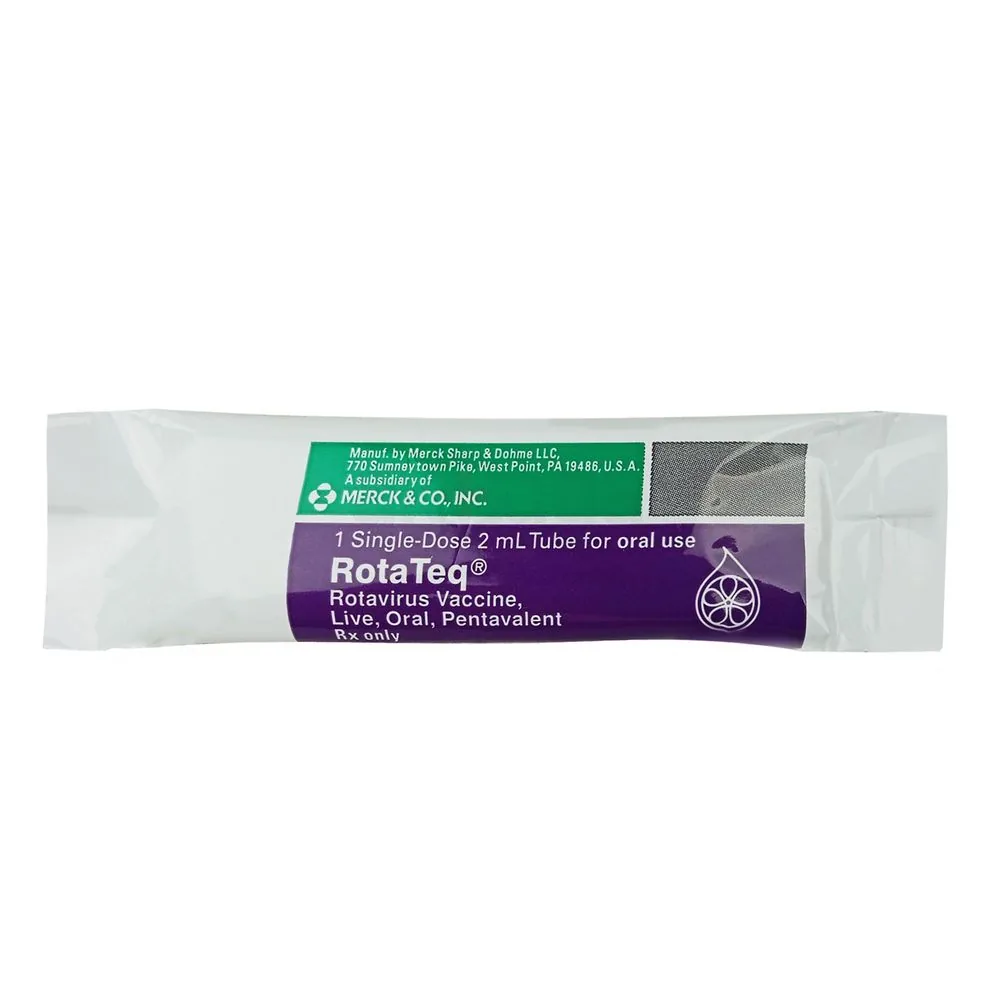 Manuf. by Merck Sharp & Dohme LLC,
770 Sumneytown Pike, West Point, PA 19486, U.S.A.
A subsidiary of
MERCK & CO., INC.
1 Single-Dose 2 mL Tube for oral use
RotaTeq®
Rotavirus Vaccine,
Live, Oral, Pentavalent
Rx only